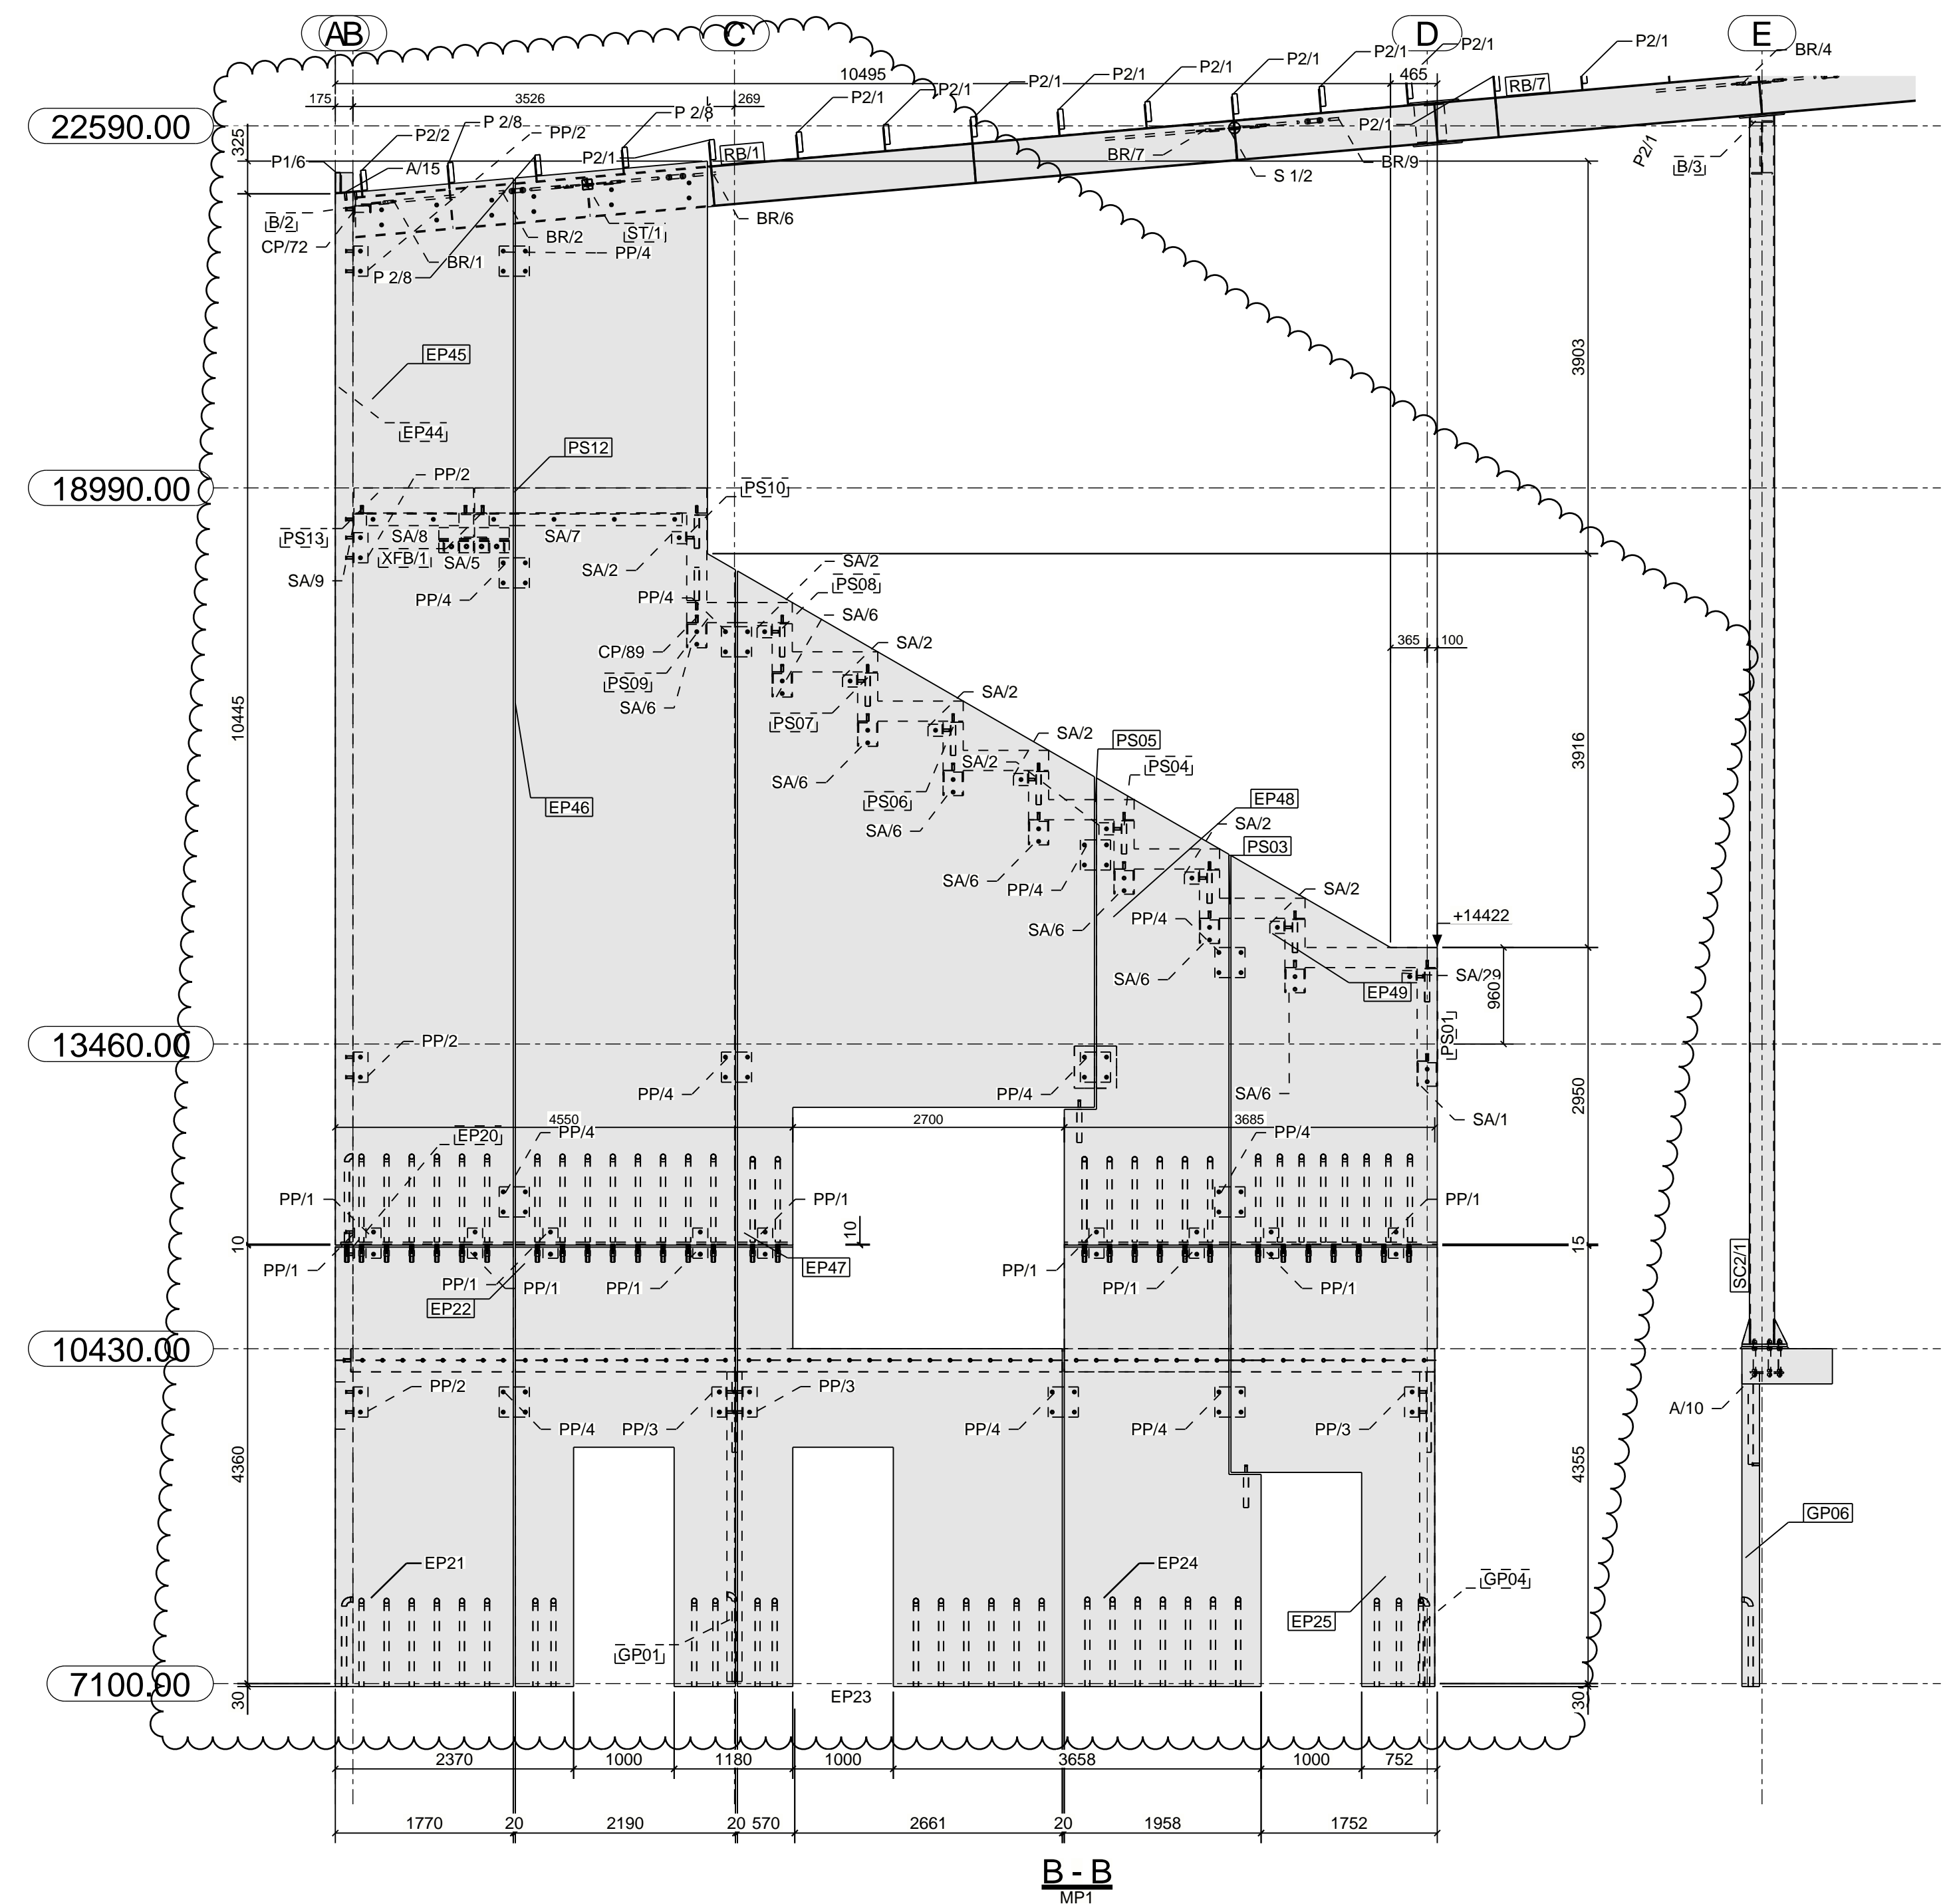 AB C D E
10495 465
175 3526 269
22590.00
325
P2/1 P2/1 P2/1 P2/1 P2/1 P2/1 P2/1 P2/1 P2/1 P2/1
BR/4
RB/7
P1/6 P2/2 P 2/8 PP/2 P 2/8
A/15 P2/1 RB/1
P2/1
BR/7 BR/9
S 1/2
P2/1
B/3
B/2
CP/72
BR/1 BR/2 ST/1 PP/4 BR/6
P 2/8
3903
EP45
EP44
PS12
PP/2
18990.00
PS10
PS13 SA/8 SA/7
XFB/1 SA/5 SA/2
SA/9
PP/4
PP/4
SA/2
PS08
SA/6
CP/89
PS09
SA/6
SA/2
365 100
SA/2
PS07
SA/2
PS05
SA/2
PS04
SA/6
10445
3916
PS06
EP46
EP48
SA/6
SA/2
PS03
SA/6
PP/4
SA/2
SA/6
PP/4
+14422
SA/6
SA/29
EP49
960
PS01
13460.00
PP/2
PP/4
PP/4
SA/6
SA/1
2950
4550 2700 3685
EP20 PP/4 PP/4
PP/1 PP/1 PP/1
10 10 15
PP/1 PP/1 PP/1 PP/1 EP47 PP/1 PP/1 PP/1
EP22
SC2/1
10430.00
PP/2 PP/4 PP/3 PP/3 PP/4 PP/4 PP/3
A/10
4360 4355
GP06
EP21 EP24
GP04
EP25
GP01
7100.00
EP23
30 30
2370 1000 1180 1000 3658 1000 752
1770 20 2190 20 570 2661 20 1958 1752
B - B
MP1